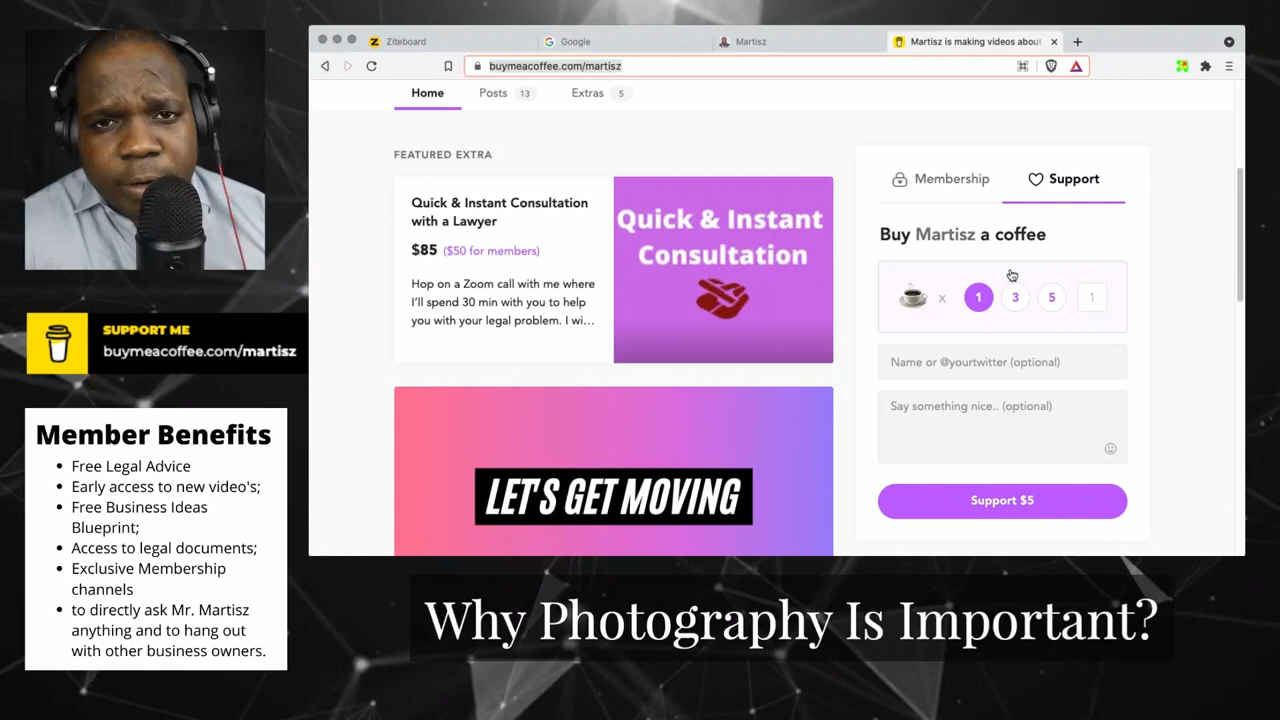 Ziteboard
Google
Martisz
Martisz is making videos about
buymeacoffee.com/martisz
Home
Posts 13
Extras 5
FEATURED EXTRA
Quick & Instant Consultation
with a Lawyer
$85 ($50 for members)
Hop on a Zoom call with me where
I'll spend 30 min with you to help
you with your legal problem. I wi...
Quick & Instant
Consultation
LET'S GET MOVING
Membership
Support
Buy Martisz a coffee
x 1 3 5 1
Name or @yourtwitter (optional)
Say something nice.. (optional)
Support $5
SUPPORT ME
buymeacoffee.com/martisz
Member Benefits
• Free Legal Advice
• Early access to new video's;
• Free Business Ideas
Blueprint;
• Access to legal documents;
• Exclusive Membership
channels
• to directly ask Mr. Martisz
anything and to hang out
with other business owners.
Why Photography Is Important?